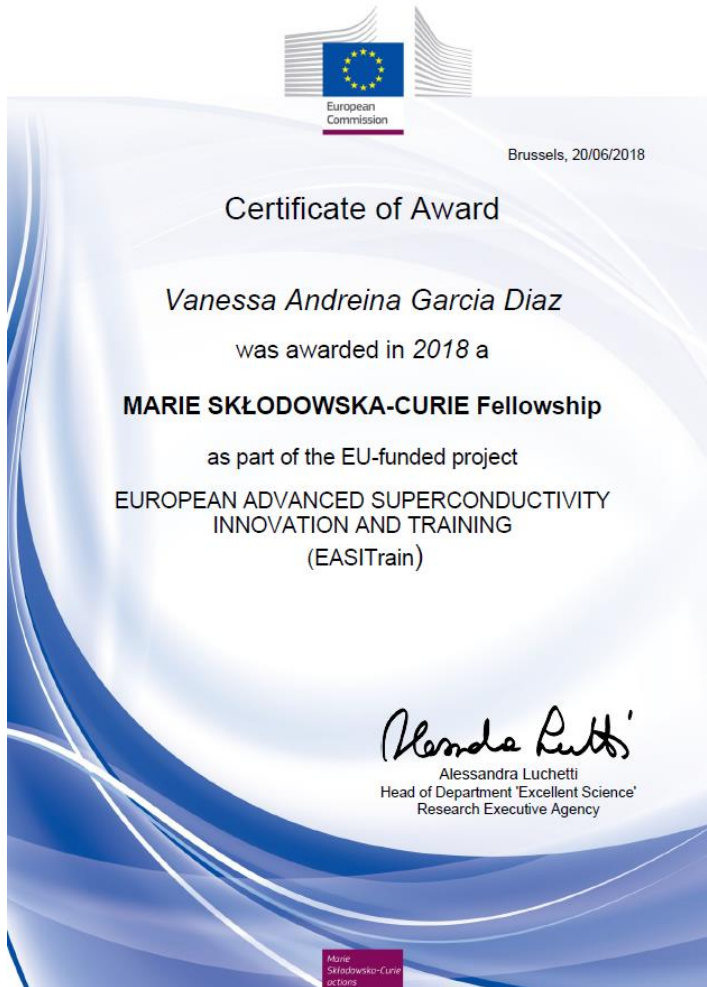 European
Commission
Brussels, 20/06/2018
Certificate of Award
Vanessa Andreina Garcia Diaz
was awarded in 2018 a
MARIE SKŁODOWSKA-CURIE Fellowship
as part of the EU-funded project
EUROPEAN ADVANCED SUPERCONDUCTIVITY
INNOVATION AND TRAINING
(EASITrain)
Alessandra Luchetti
Head of Department 'Excellent Science'
Research Executive Agency
Marie
Skłodowska-Curie
actions